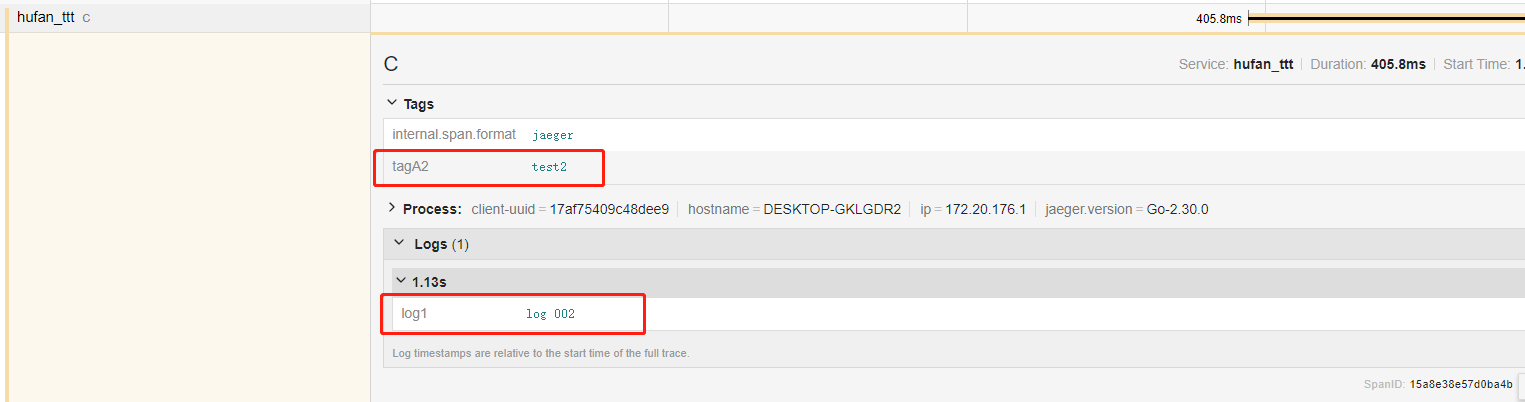 hufan_ttt C
405.8ms
C
Service: hufan_ttt Duration: 405.8ms Start Time: 1.
Tags
internal.span.format jaeger
tagA2 test2
Process: client-uuid = 17af75409c48dee9 hostname = DESKTOP-GKLGDR2 ip = 172.20.176.1 jaeger.version = Go-2.30.0
Logs (1)
1.13s
log1 log 002
Log timestamps are relative to the start time of the full trace.
SpanID: 15a8e38e57d0ba4b